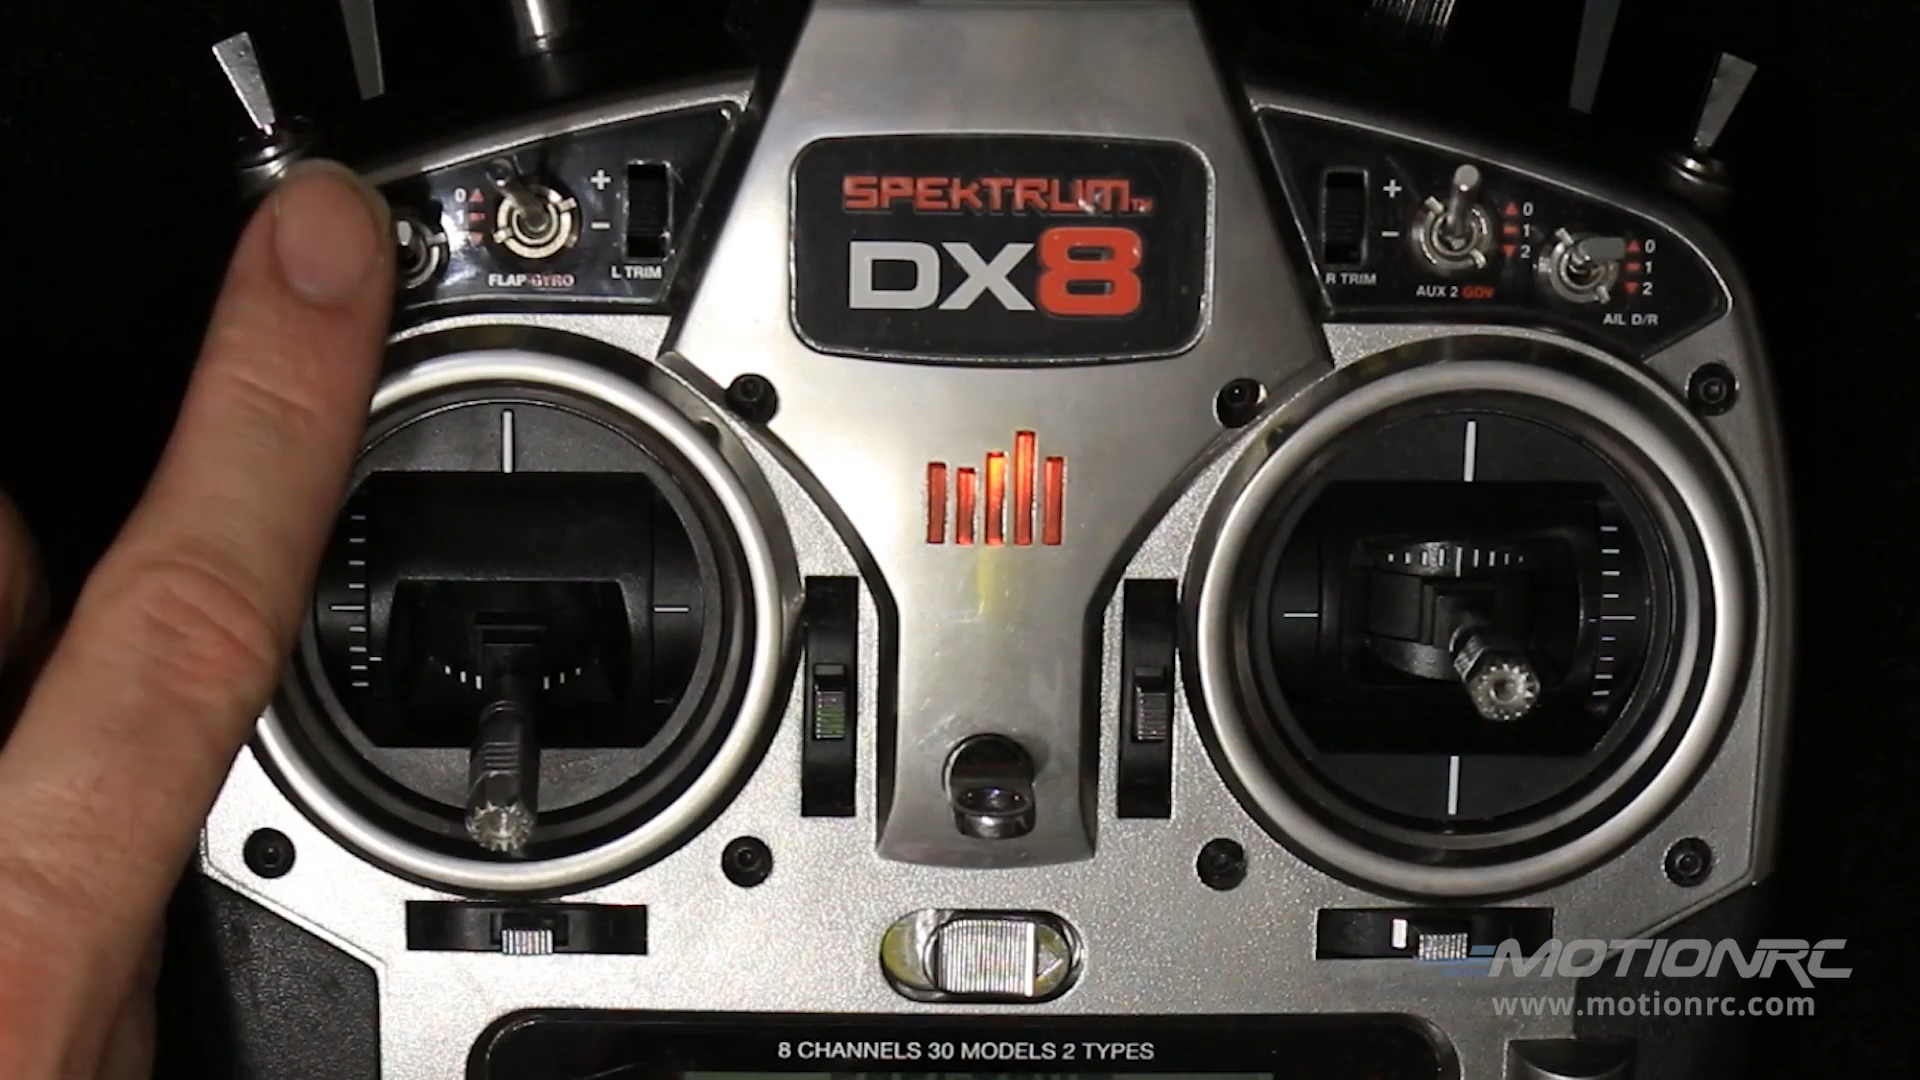 SPEKTRUM TM
DX8
0
1
+
−
FLAP GYRO
L TRIM
+
−
R TRIM
0
1
2
AUX 2 GOV
0
1
2
A/L D/R
8 CHANNELS 30 MODELS 2 TYPES
MOTIONRC
www.motionrc.com